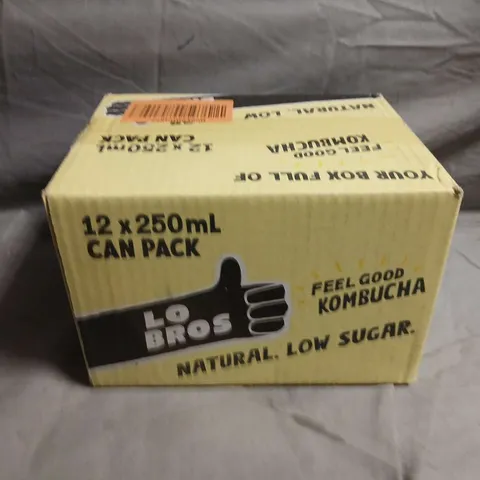 NATURAL. LOW
YOUR BOX FULL OF
FEEL GOOD
KOMBUCHA
12 x 250mL
CAN PACK
12 x 250mL
CAN PACK
LO
BROS
FEEL GOOD
KOMBUCHA
NATURAL. LOW SUGAR.